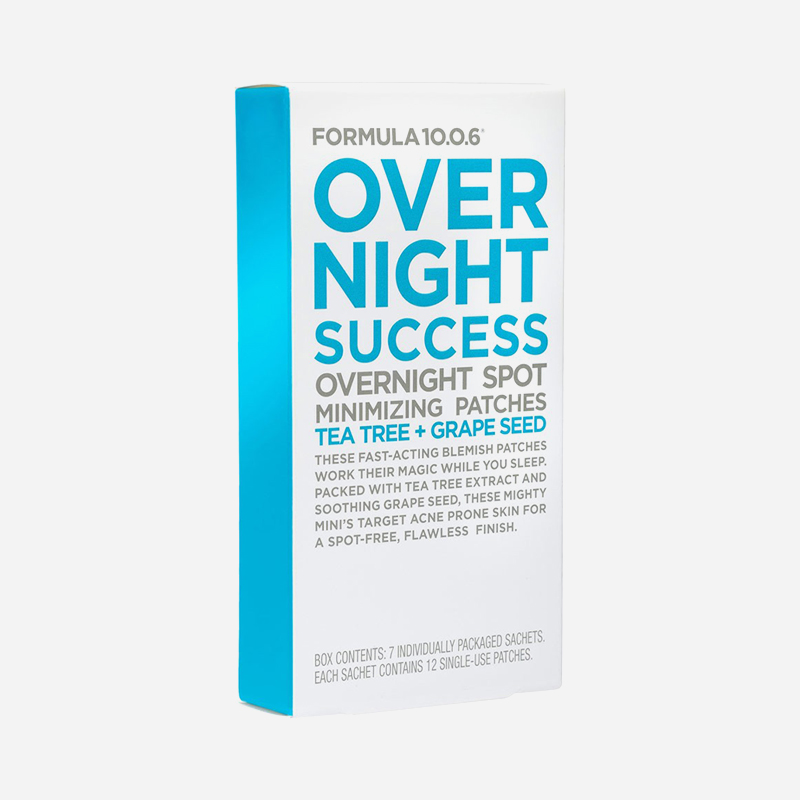 FORMULA 10.0.6®
OVER
NIGHT
SUCCESS
OVERNIGHT SPOT
MINIMIZING PATCHES
TEA TREE + GRAPE SEED
THESE FAST-ACTING BLEMISH PATCHES
WORK THEIR MAGIC WHILE YOU SLEEP.
PACKED WITH TEA TREE EXTRACT AND
SOOTHING GRAPE SEED, THESE MIGHTY
MINI'S TARGET ACNE PRONE SKIN FOR
A SPOT-FREE, FLAWLESS FINISH.
BOX CONTENTS: 7 INDIVIDUALLY PACKAGED SACHETS.
EACH SACHET CONTAINS 12 SINGLE-USE PATCHES.